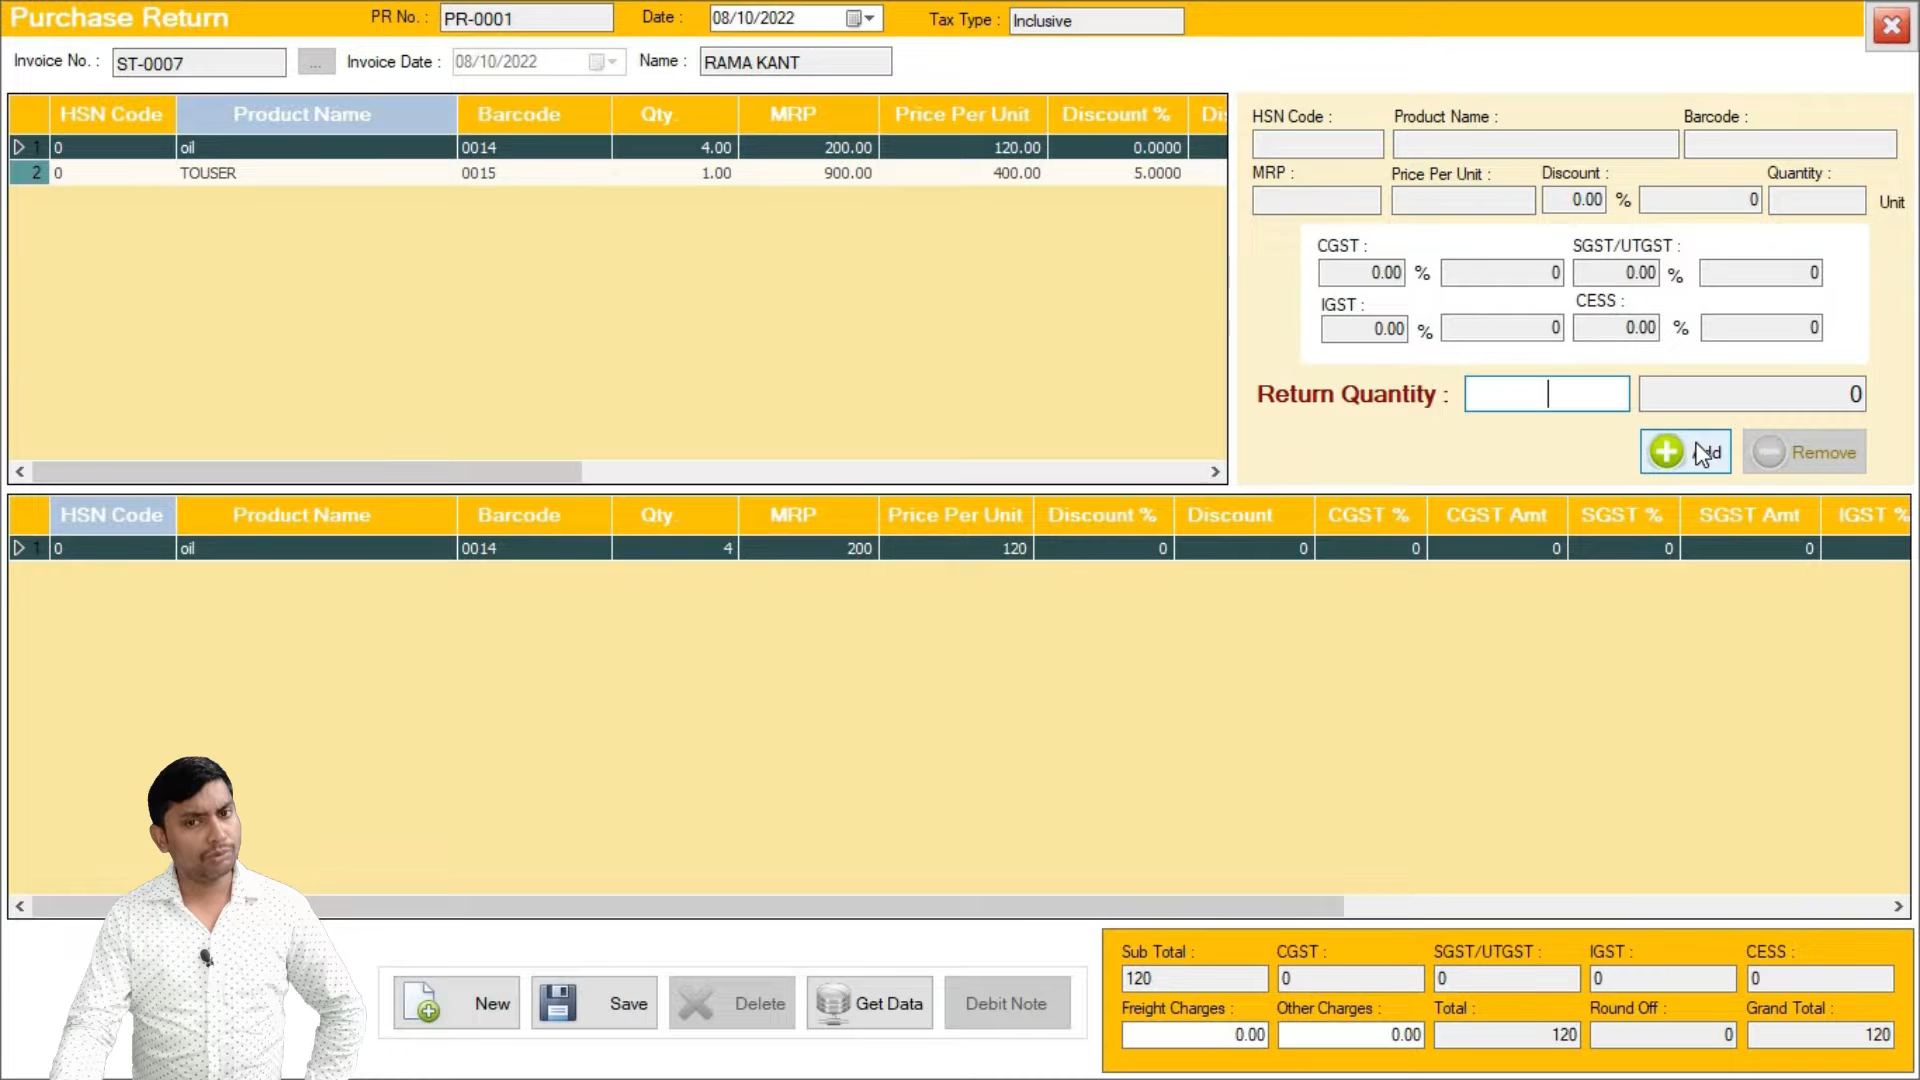 Purchase Return PR No. : PR-0001 Date : 08/10/2022 Tax Type : Inclusive
Invoice No. : ST-0007 ... Invoice Date : 08/10/2022 Name : RAMA KANT
HSN Code Product Name Barcode Qty. MRP Price Per Unit Discount %
1 0 oil 0014 4.00 200.00 120.00 0.0000
2 0 TOUSER 0015 1.00 900.00 400.00 5.0000
HSN Code : Product Name : Barcode :
MRP : Price Per Unit : Discount : Quantity :
0.00 % 0 Unit
CGST : SGST/UTGST :
0.00 % 0 0.00 % 0
IGST : CESS :
0.00 % 0 0.00 % 0
Return Quantity : 0
Add Remove
HSN Code Product Name Barcode Qty. MRP Price Per Unit Discount % Discount CGST % CGST Amt SGST % SGST Amt IGST %
1 0 oil 0014 4 200 120 0 0 0 0 0 0
New Save Delete Get Data Debit Note
Sub Total : CGST : SGST/UTGST : IGST : CESS :
120 0 0 0 0
Freight Charges : Other Charges : Total : Round Off : Grand Total :
0.00 0.00 120 0 120